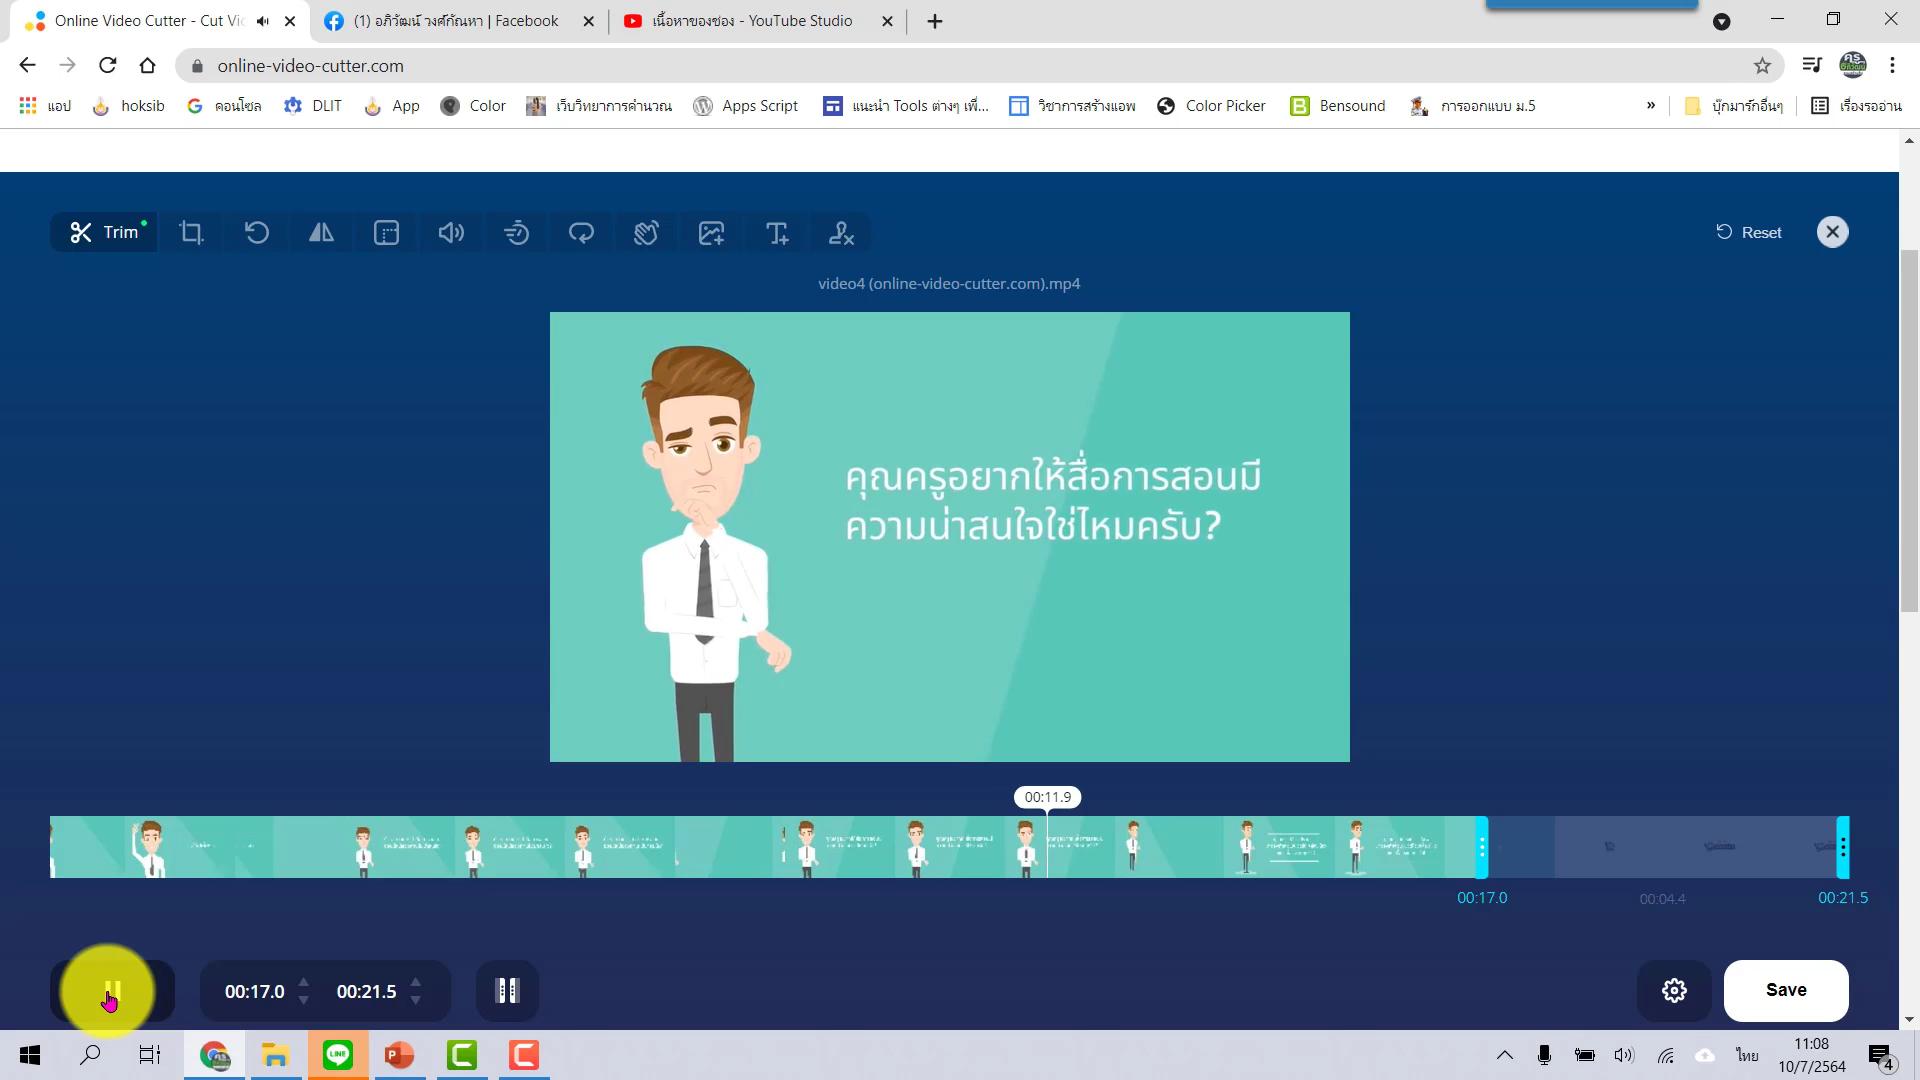 Online Video Cutter - Cut Vi
(1) อภิวัฒน์ วงศ์กัณหา | Facebook
เนื้อหาของช่อง - YouTube Studio
online-video-cutter.com
แอป
hoksib
คอนโซล
DLIT
App
Color
เว็บวิทยาการคำนวณ
Apps Script
แนะนำ Tools ต่างๆ เพื่...
วิชาการสร้างแอพ
Color Picker
Bensound
การออกแบบ ม.5
»
บุ๊กมาร์กอื่นๆ
เรื่องรออ่าน
Trim
Reset
video4 (online-video-cutter.com).mp4
คุณครูอยากให้สื่อการสอนมี
ความน่าสนใจใช่ไหมครับ?
00:11.9
00:17.0
00:04.4
00:21.5
00:17.0
00:21.5
Save
LINE
ไทย
11:08
10/7/2564
4